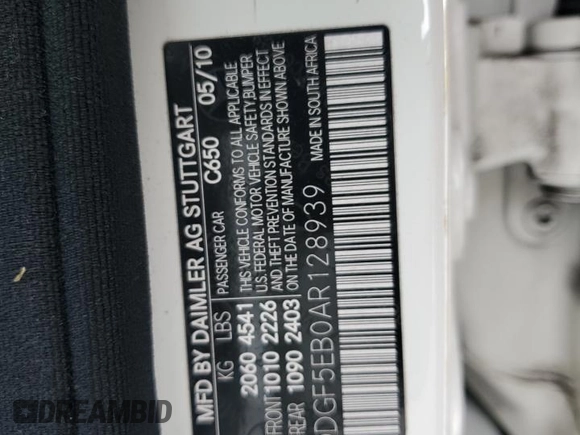 MFD BY DAIMLER AG STUTTGART
KG LBS PASSENGER CAR C650 05/10
2060 4541 THIS VEHICLE CONFORMS TO ALL APPLICABLE
U.S. FEDERAL MOTOR VEHICLE SAFETY, BUMPER
FRONT 1010 2226 AND THEFT PREVENTION STANDARDS IN EFFECT
REAR 1090 2403 ON THE DATE OF MANUFACTURE SHOWN ABOVE
DGF5EB0AR128939 MADE IN SOUTH AFRICA
DREAMBID